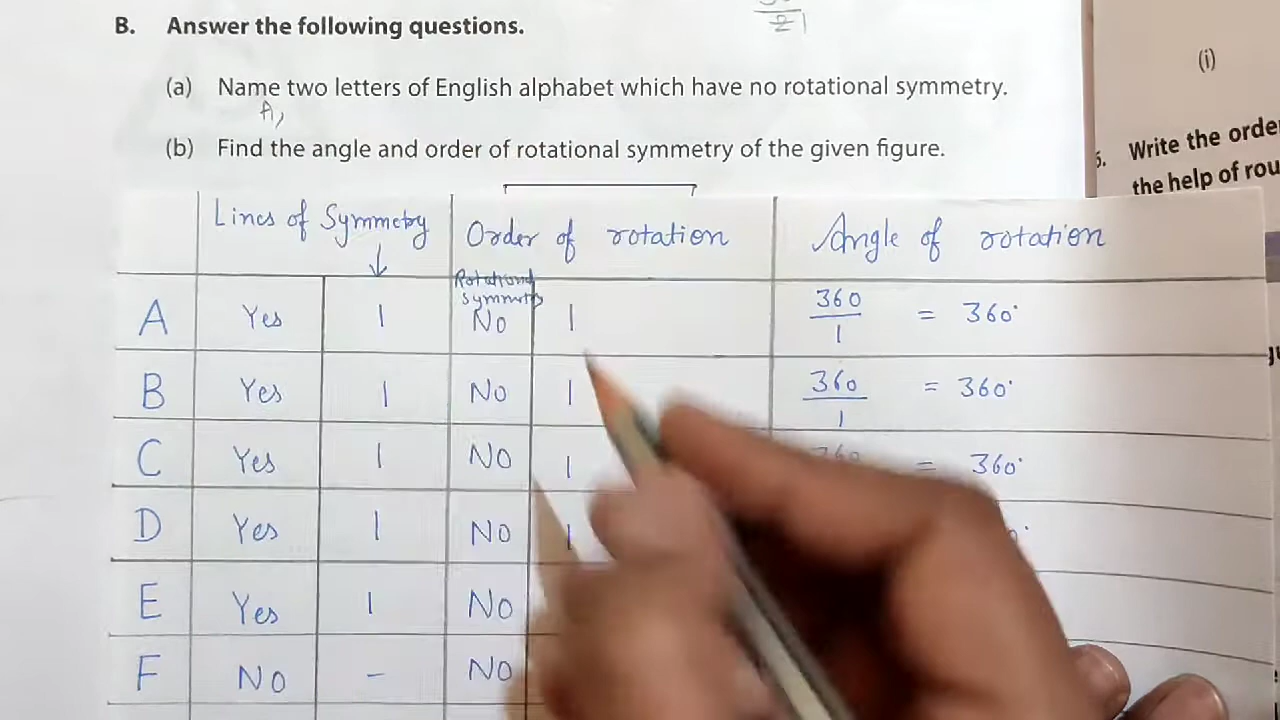 21
B. Answer the following questions.
(i)
(a) Name two letters of English alphabet which have no rotational symmetry.
A,
(b) Find the angle and order of rotational symmetry of the given figure.
Write the order
the help of
Lines of Symmetry Order of rotation Angle of rotation
Rotational
Symmetry
A Yes 1 No 1 360/1 = 360°
B Yes 1 No 1 360/1 = 360°
C Yes 1 No 1 360 = 360°
D Yes 1 No 1
E Yes 1 No
F No - No